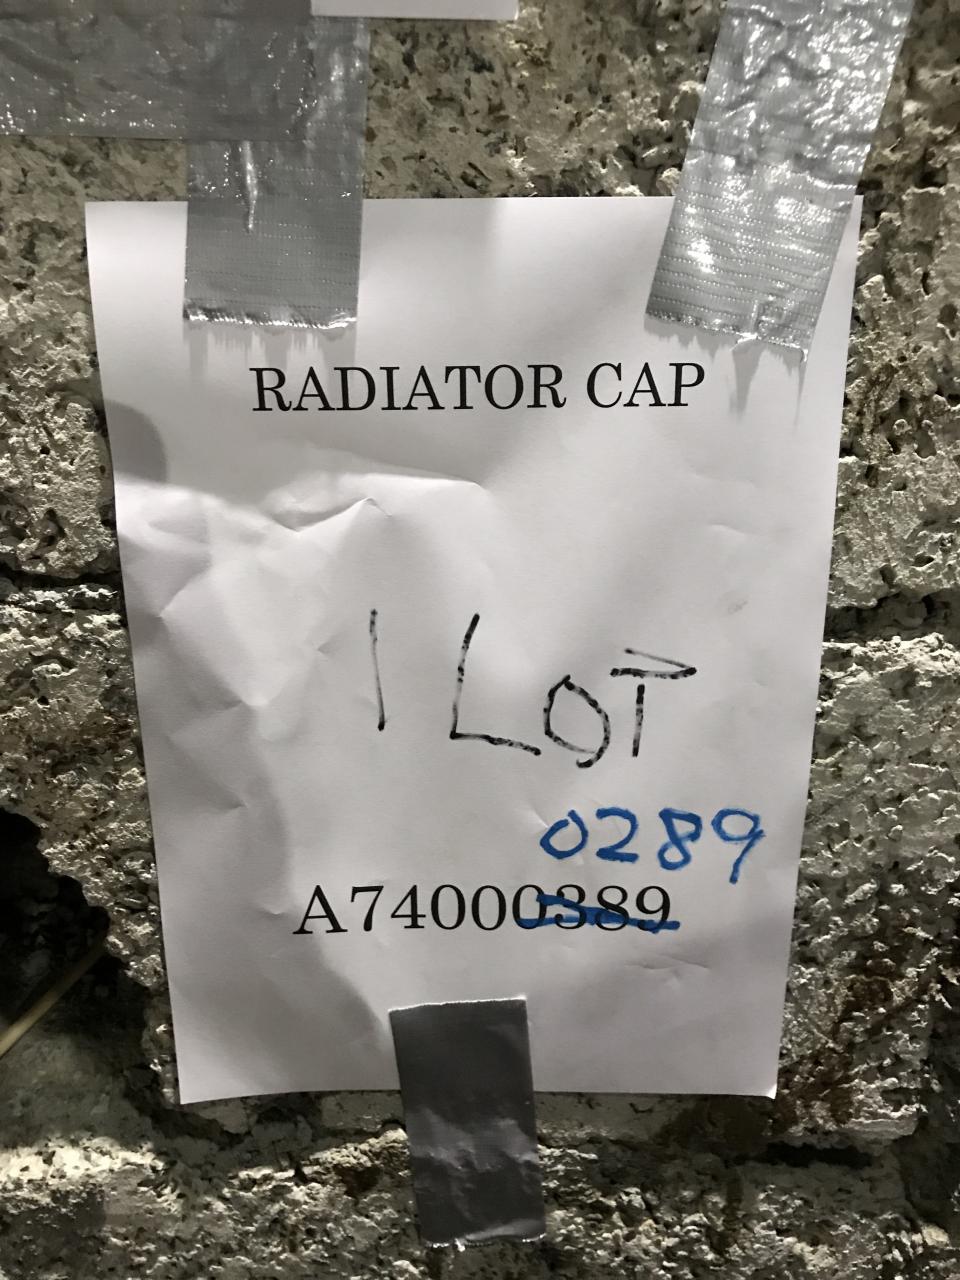 RADIATOR CAP
1 LOT
0289
A74000389